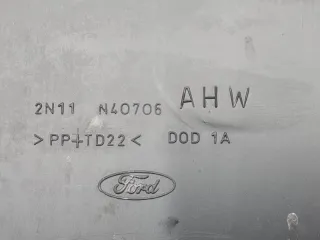 2N11 N40706 AHW
>PP+TD22< DOD 1A
Ford